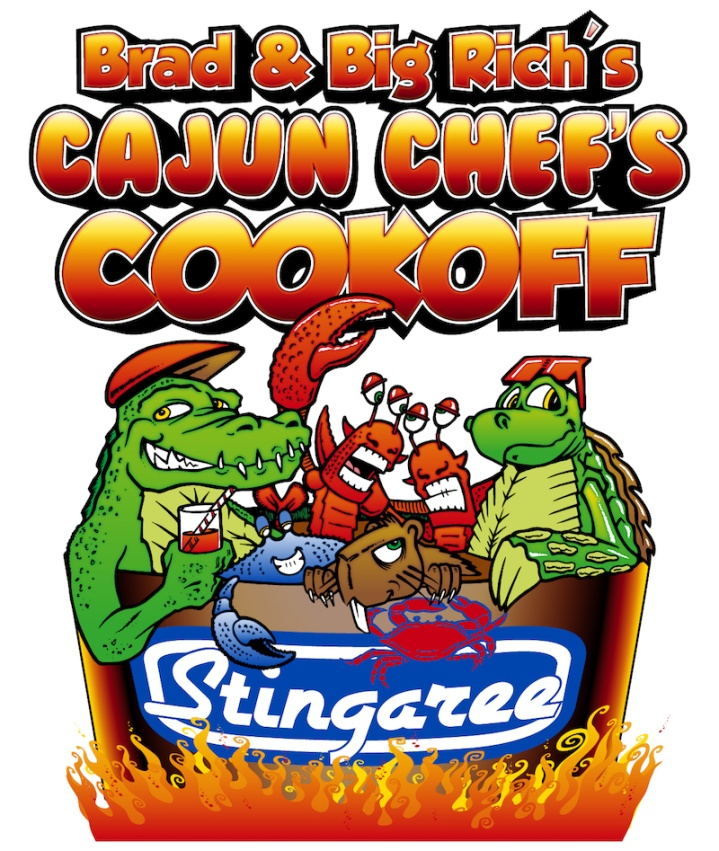 Brad & Big Rich's
CAJUN CHEF'S
COOKOFF
Stingaree